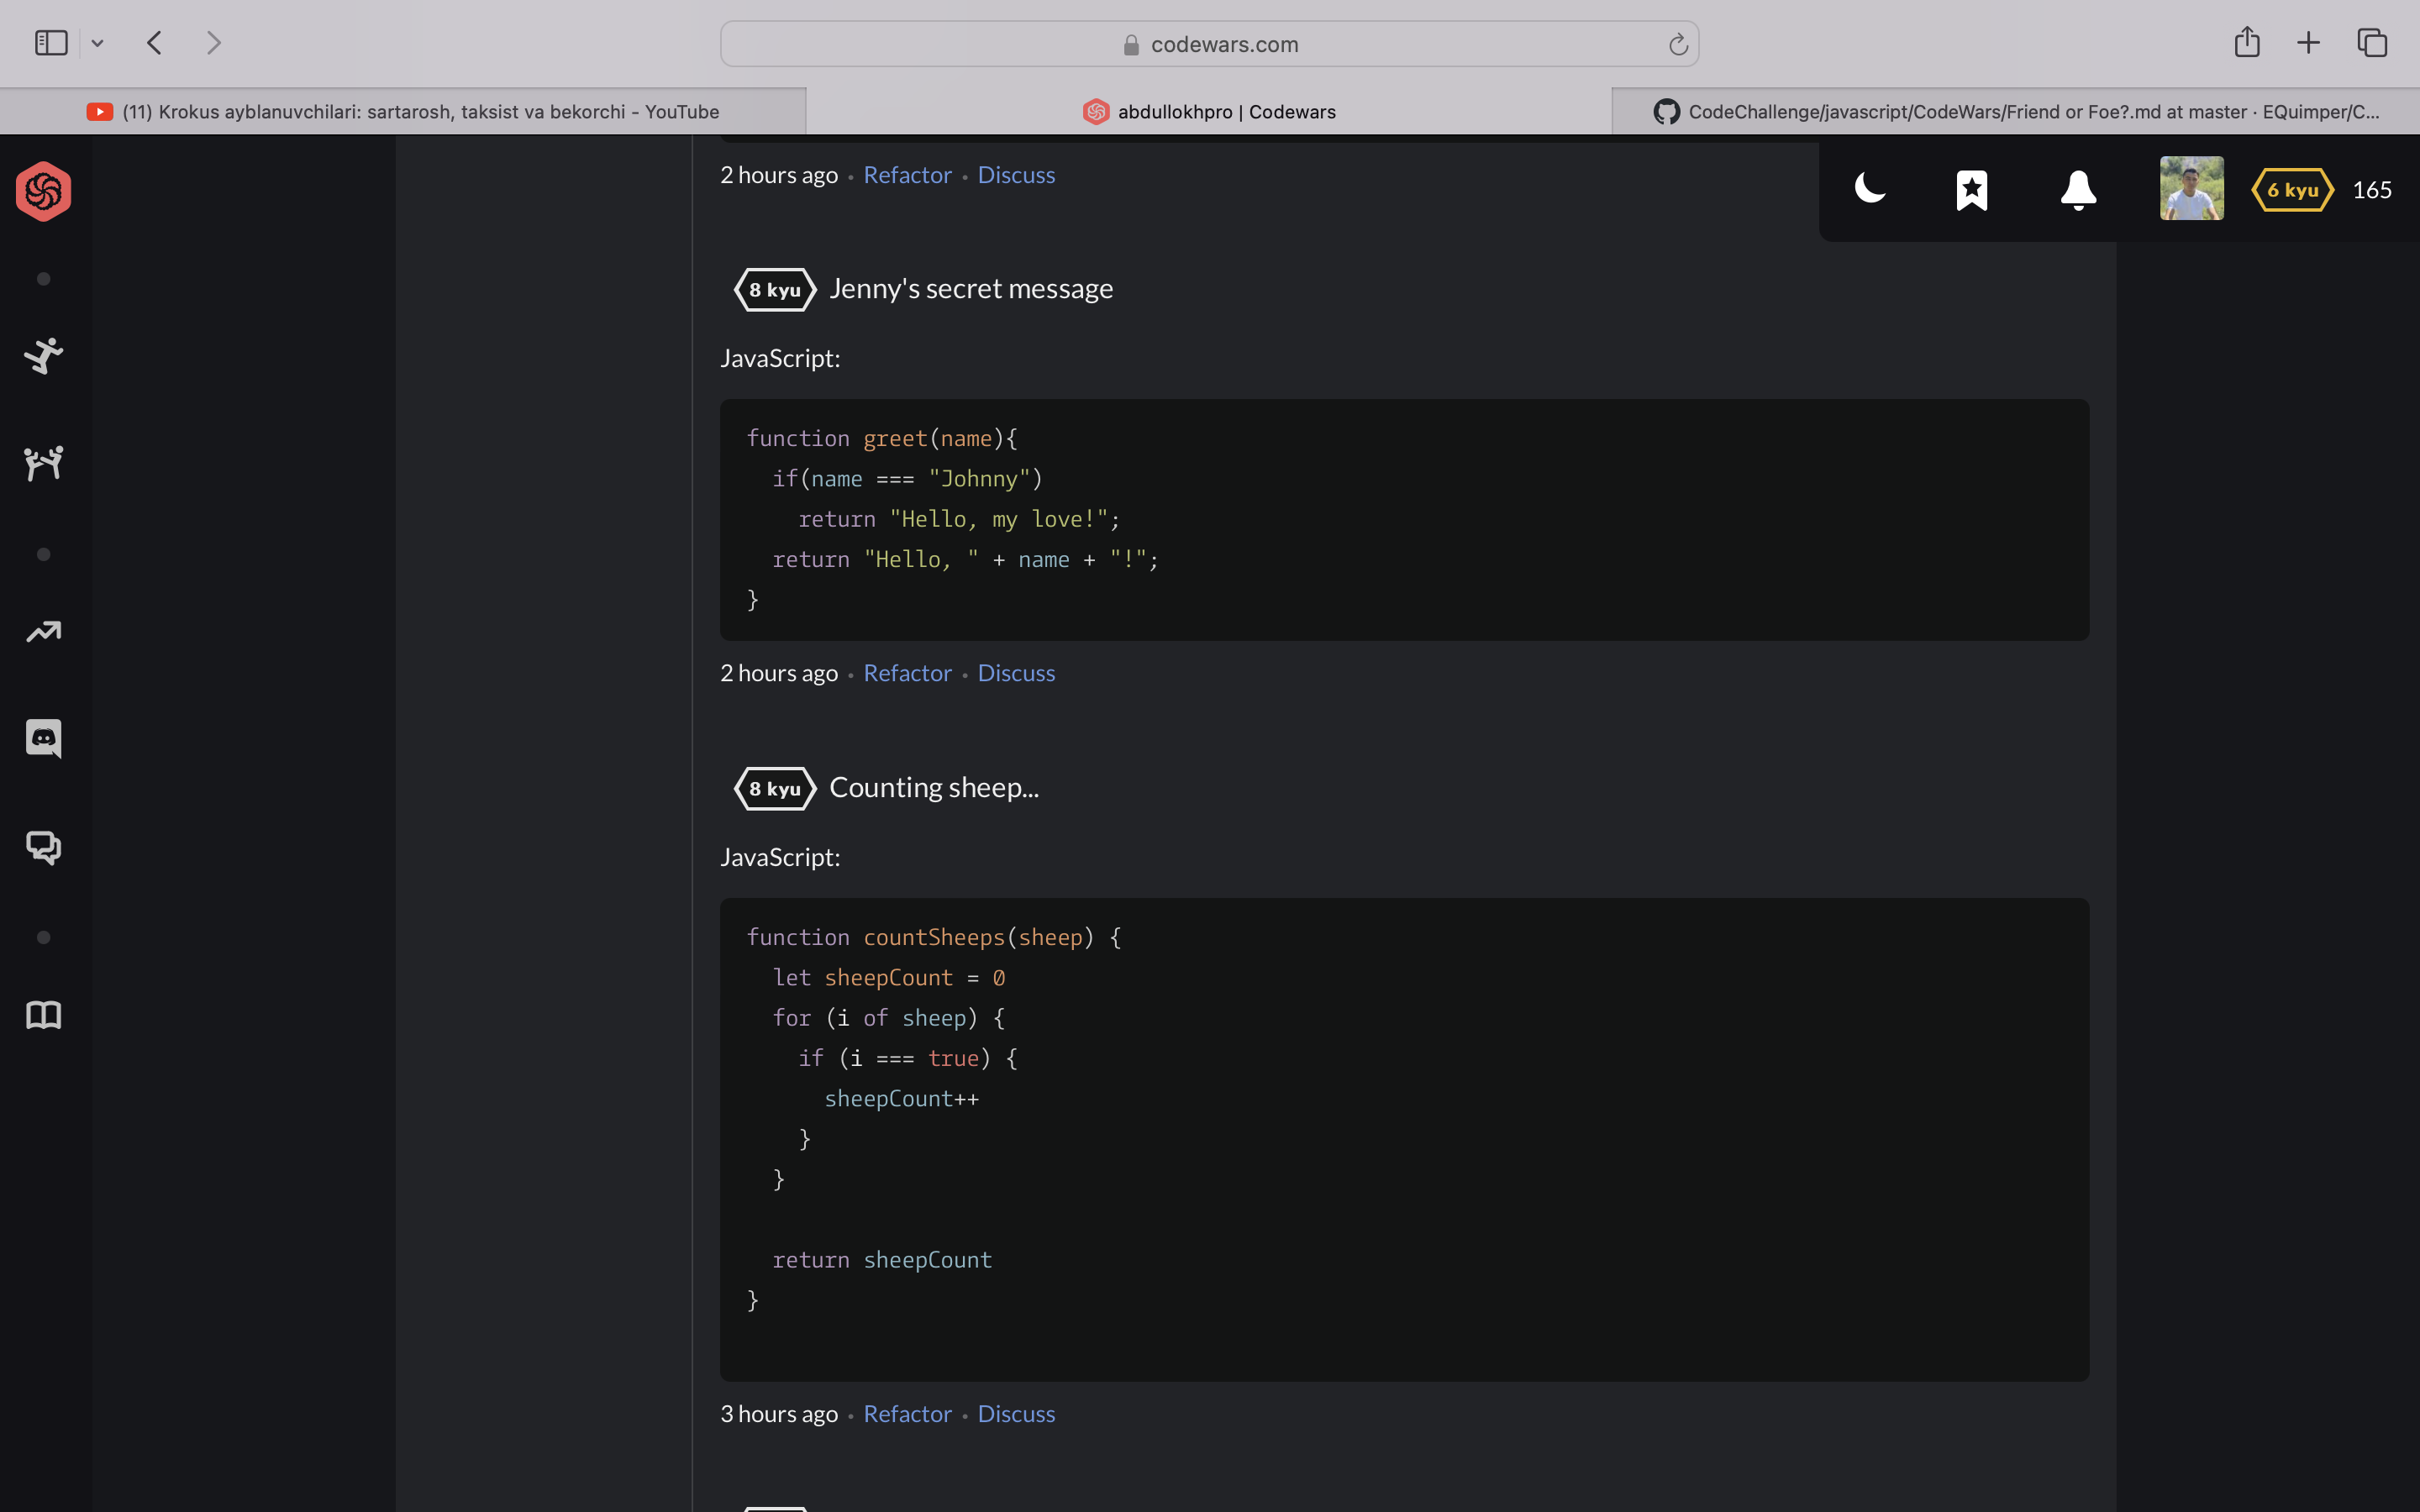 codewars.com
(11) Krokus ayblanuvchilari: sartarosh, taksist va bekorchi - YouTube
abdullokhpro | Codewars
CodeChallenge/javascript/CodeWars/Friend or Foe?.md at master · EQuimper/C...
6 kyu 165
2 hours ago • Refactor • Discuss
8 kyu Jenny's secret message
JavaScript:
function greet(name){
  if(name === "Johnny")
    return "Hello, my love!";
  return "Hello, " + name + "!";
}
2 hours ago • Refactor • Discuss
8 kyu Counting sheep...
JavaScript:
function countSheeps(sheep) {
  let sheepCount = 0
  for (i of sheep) {
    if (i === true) {
      sheepCount++
    }
  }
  return sheepCount
}
3 hours ago • Refactor • Discuss